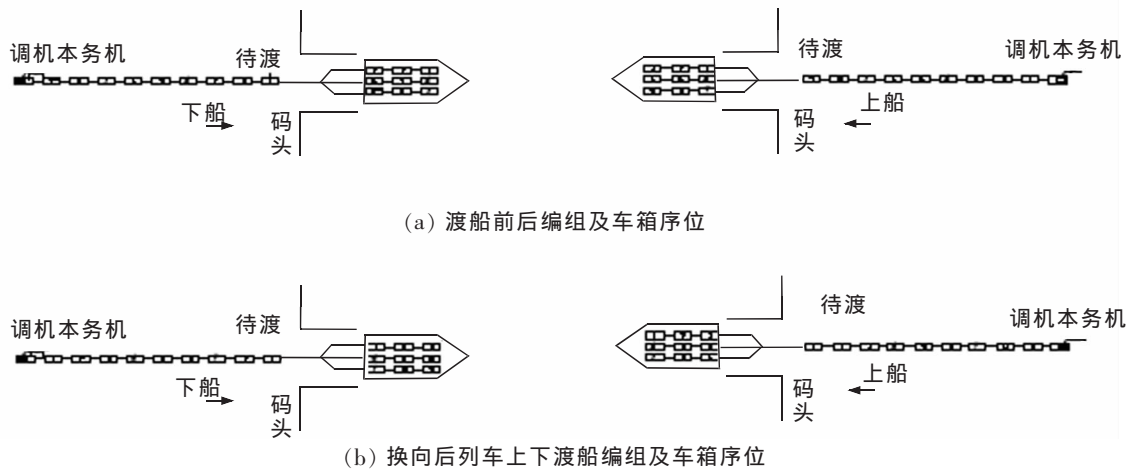 调机本务机
待渡
下船
码
头
待渡
调机本务机
上船
码
头
(a) 渡船前后编组及车箱序位
调机本务机
待渡
下船
码
头
待渡
调机本务机
上船
码
头
(b) 换向后列车上下渡船编组及车箱序位